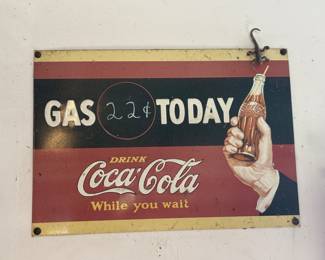 GAS 22¢ TODAY
DRINK
Coca-Cola
While you wait